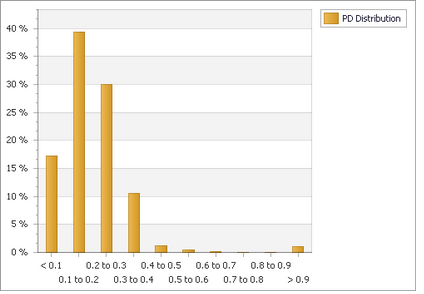 PD Distribution
40 %
35 %
30 %
25 %
20 %
15 %
10 %
5 %
0 %
< 0.1
0.2 to 0.3
0.4 to 0.5
0.6 to 0.7
0.8 to 0.9
0.1 to 0.2
0.3 to 0.4
0.5 to 0.6
0.7 to 0.8
> 0.9